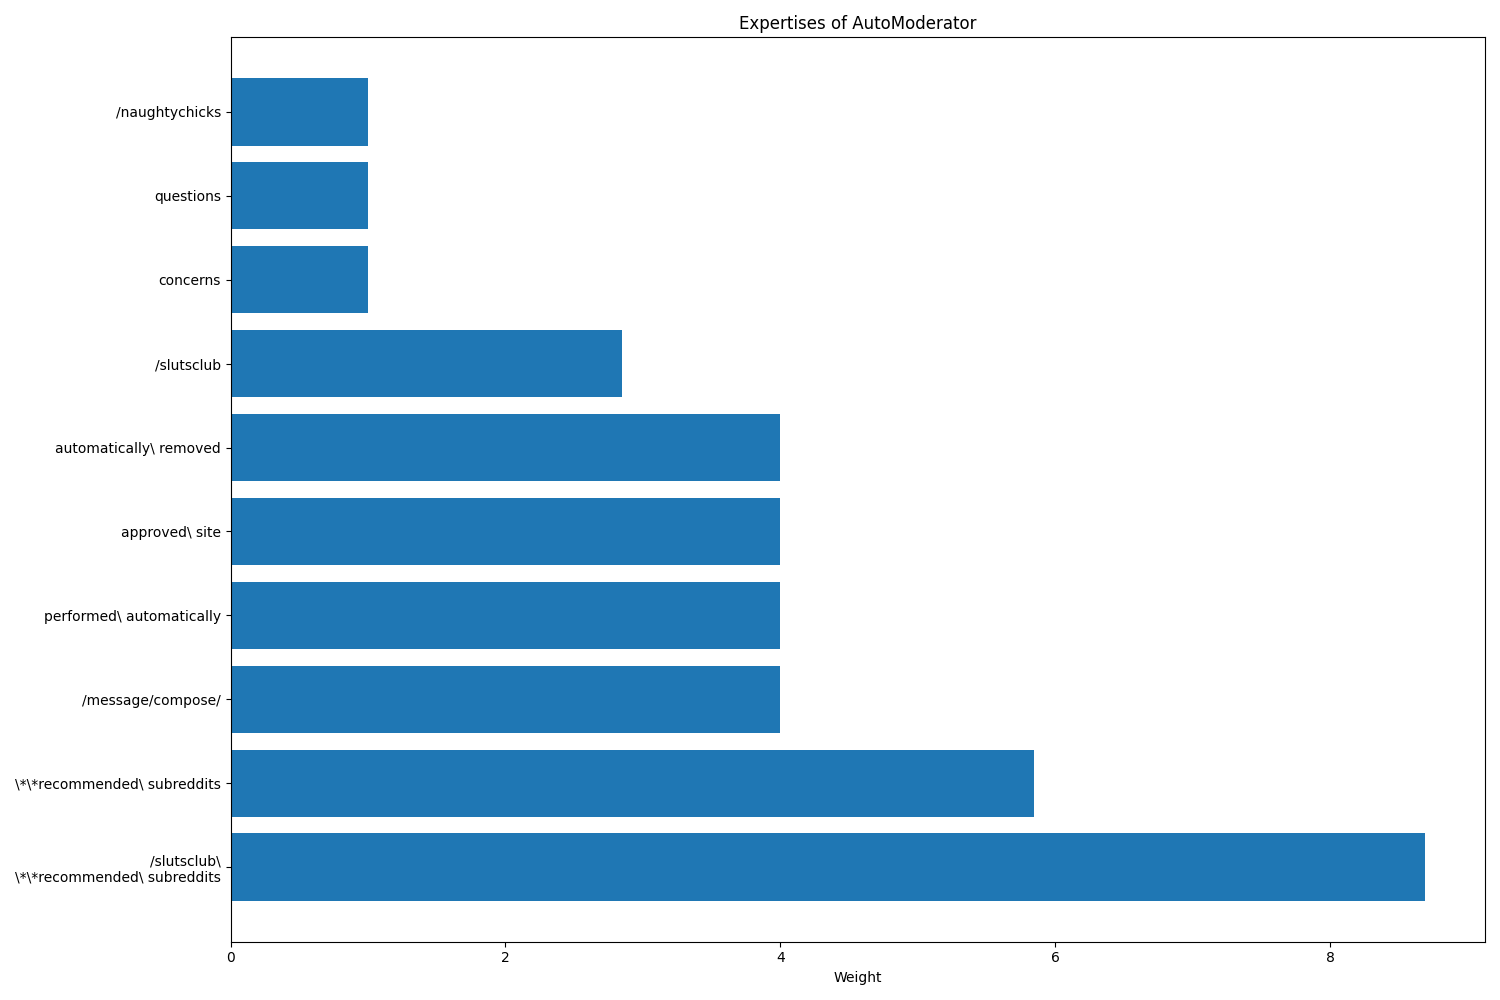 Expertises of AutoModerator
/naughtychicks
questions
concerns
/slutsclub
automatically\ removed
approved\ site
performed\ automatically
/message/compose/
\*\*recommended\ subreddits
/slutsclub\
\*\*recommended\ subreddits
0 2 4 6 8
Weight